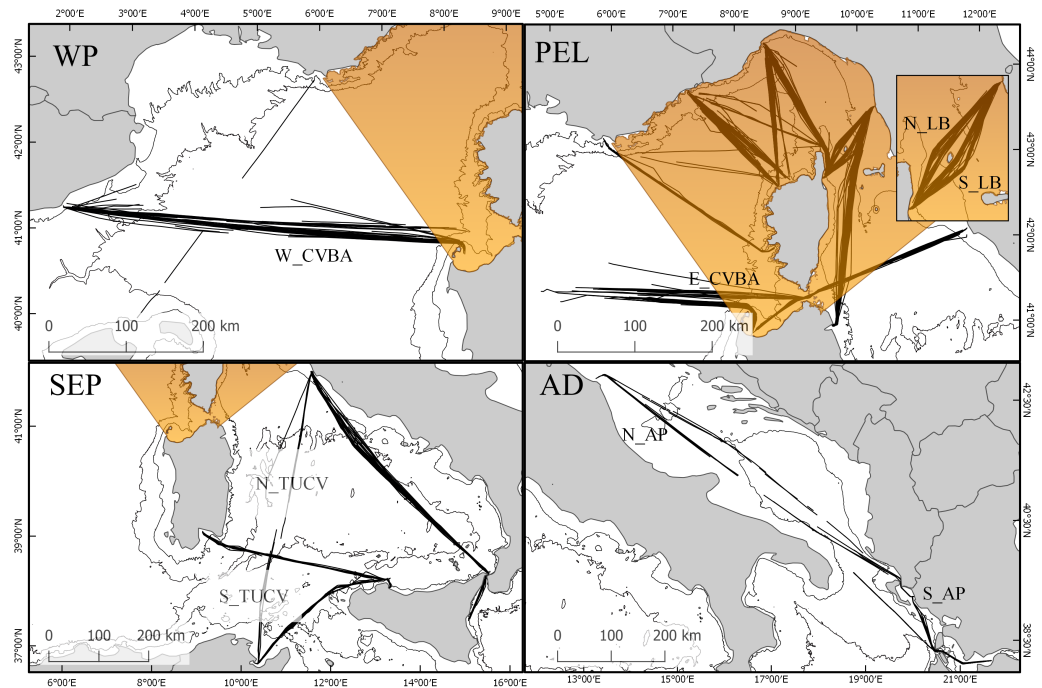 2°00'E 3°00'E 4°00'E 5°00'E 6°00'E 7°00'E 8°00'E 9°00'E
43°00'N
42°00'N
41°00'N
40°00'N
WP
W_CVBA
0 100 200 km
5°00'E 6°00'E 7°00'E 8°00'E 9°00'E 10°00'E 11°00'E 12°00'E
44°00'N
43°00'N
42°00'N
41°00'N
PEL
N_LB
S_LB
E_CVBA
0 100 200 km
SEP
41°00'N
39°00'N
37°00'N
N_TUCV
S_TUCV
0 100 200 km
6°00'E 8°00'E 10°00'E 12°00'E 14°00'E 16°00'E
AD
42°30'N
40°30'N
38°30'N
N_AP
S_AP
0 100 200 km
13°00'E 15°00'E 17°00'E 19°00'E 21°00'E